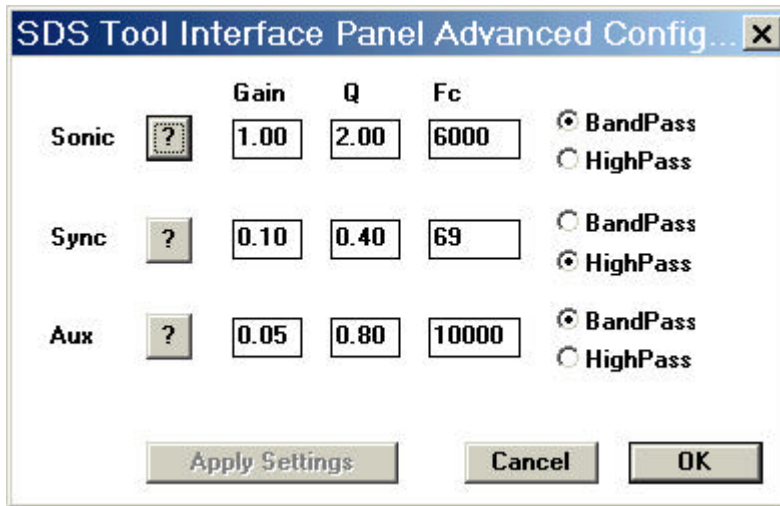 SDS Tool Interface Panel Advanced Config...
Gain Q Fc
Sonic ? 1.00 2.00 6000 BandPass
HighPass
Sync ? 0.10 0.40 69 BandPass
HighPass
Aux ? 0.05 0.80 10000 BandPass
HighPass
Apply Settings Cancel OK